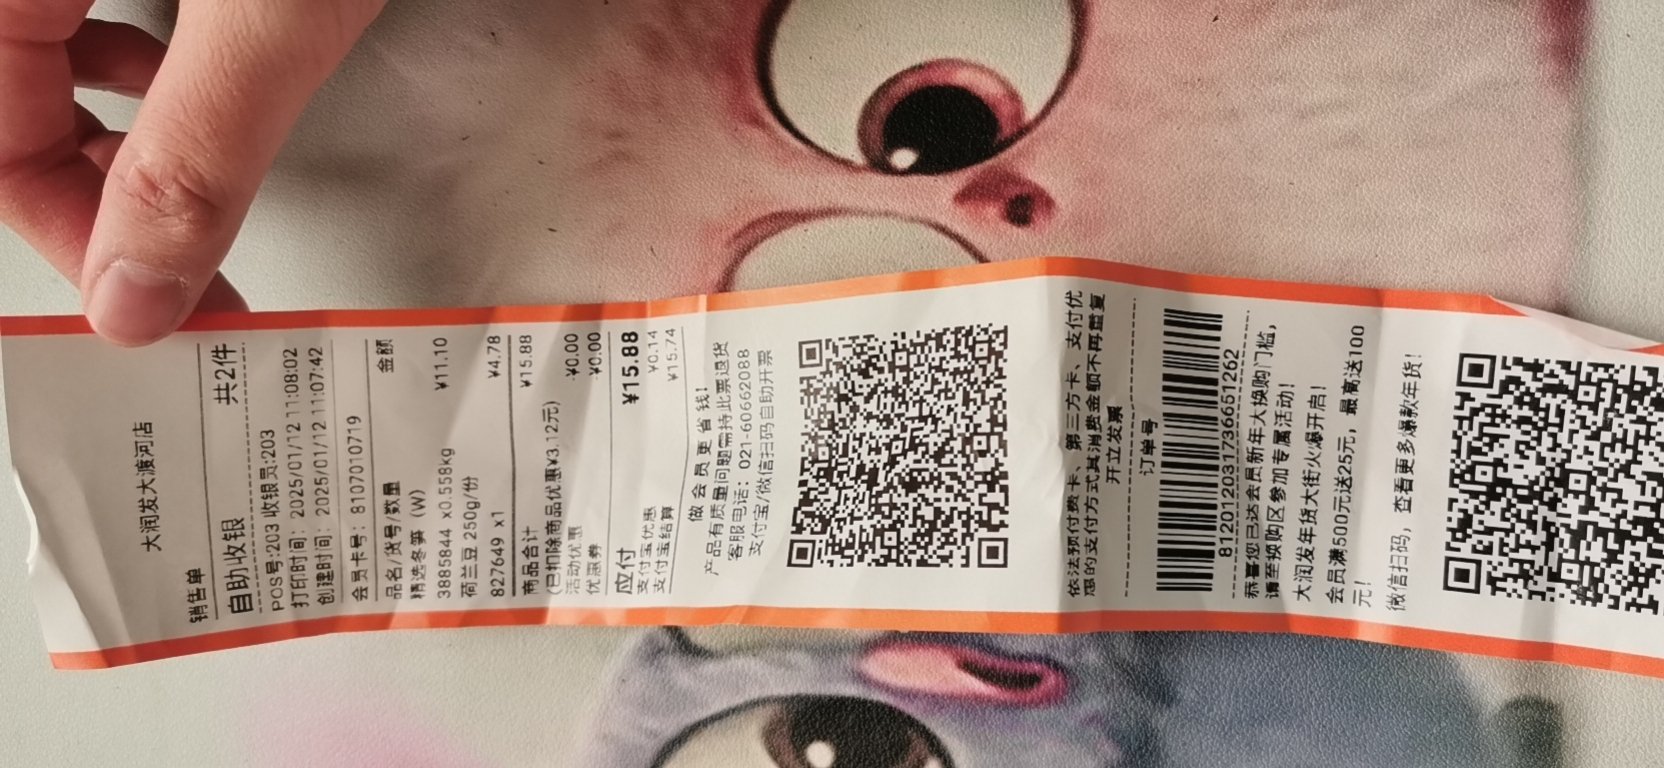 大润发大渡河店
销售单
自助收银 共2件
POS号:203 收银员:203
打印时间: 2025/01/12 11:08:02
创建时间: 2025/01/12 11:07:42
会员卡号: 8107010719
品名/货号/数量 金额
精选冬笋 (W)
3885844 x0.558kg ¥11.10
荷兰豆 250g/份
827649 x1 ¥4.78
商品合计 ¥15.88
(已扣除商品优惠¥3.12元)
活动优惠 -¥0.00
优惠券 -¥0.00
应付 ¥15.88
支付宝优惠 ¥0.14
支付宝结算 ¥15.74
做会员更省钱!
产品有质量问题需持此票退货
客服电话: 021-60662088
支付宝/微信扫码自助开票
依法预付费卡、第三方卡、支付优
惠的支付方式其消费金额不再重复
开立发票
订单号
812012031736651262
恭喜您已达会员新年大换购门槛,
请至换购区参加专属活动!
大润发年货大街火爆开启!
会员满500元送25元, 最高送100
元!
微信扫码, 查看更多爆款年货!